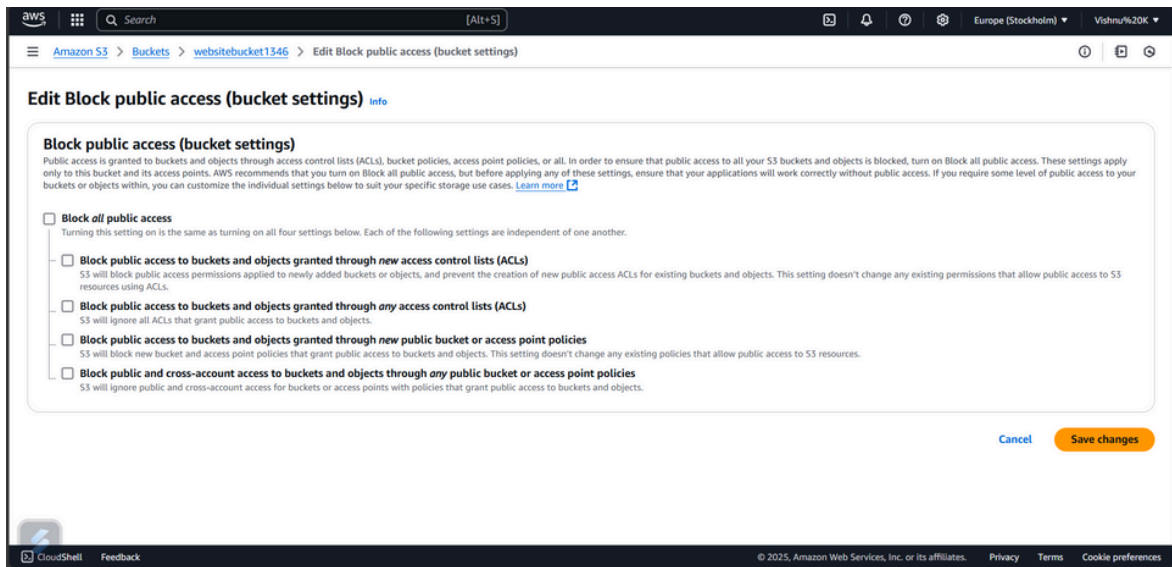 aws
Search [Alt+S] Europe (Stockholm) Vishnu%20K
Amazon S3 > Buckets > websitebucket1346 > Edit Block public access (bucket settings)
Edit Block public access (bucket settings) Info
Block public access (bucket settings)
Public access is granted to buckets and objects through access control lists (ACLs), bucket policies, access point policies, or all. In order to ensure that public access to all your S3 buckets and objects is blocked, turn on Block all public access. These settings apply
only to this bucket and its access points. AWS recommends that you turn on Block all public access, but before applying any of these settings, ensure that your applications will work correctly without public access. If you require some level of public access to your
buckets or objects within, you can customize the individual settings below to suit your specific storage use cases. Learn more
Block all public access
Turning this setting on is the same as turning on all four settings below. Each of the following settings are independent of one another.
Block public access to buckets and objects granted through new access control lists (ACLs)
S3 will block public access permissions applied to newly added buckets or objects, and prevent the creation of new public access ACLs for existing buckets and objects. This setting doesn't change any existing permissions that allow public access to S3
resources using ACLs.
Block public access to buckets and objects granted through any access control lists (ACLs)
S3 will ignore all ACLs that grant public access to buckets and objects.
Block public access to buckets and objects granted through new public bucket or access point policies
S3 will block new bucket and access point policies that grant public access to buckets and objects. This setting doesn't change any existing policies that allow public access to S3 resources.
Block public and cross-account access to buckets and objects through any public bucket or access point policies
S3 will ignore public and cross-account access for buckets or access points with policies that grant public access to buckets and objects.
Cancel Save changes
CloudShell Feedback © 2025, Amazon Web Services, Inc. or its affiliates. Privacy Terms Cookie preferences